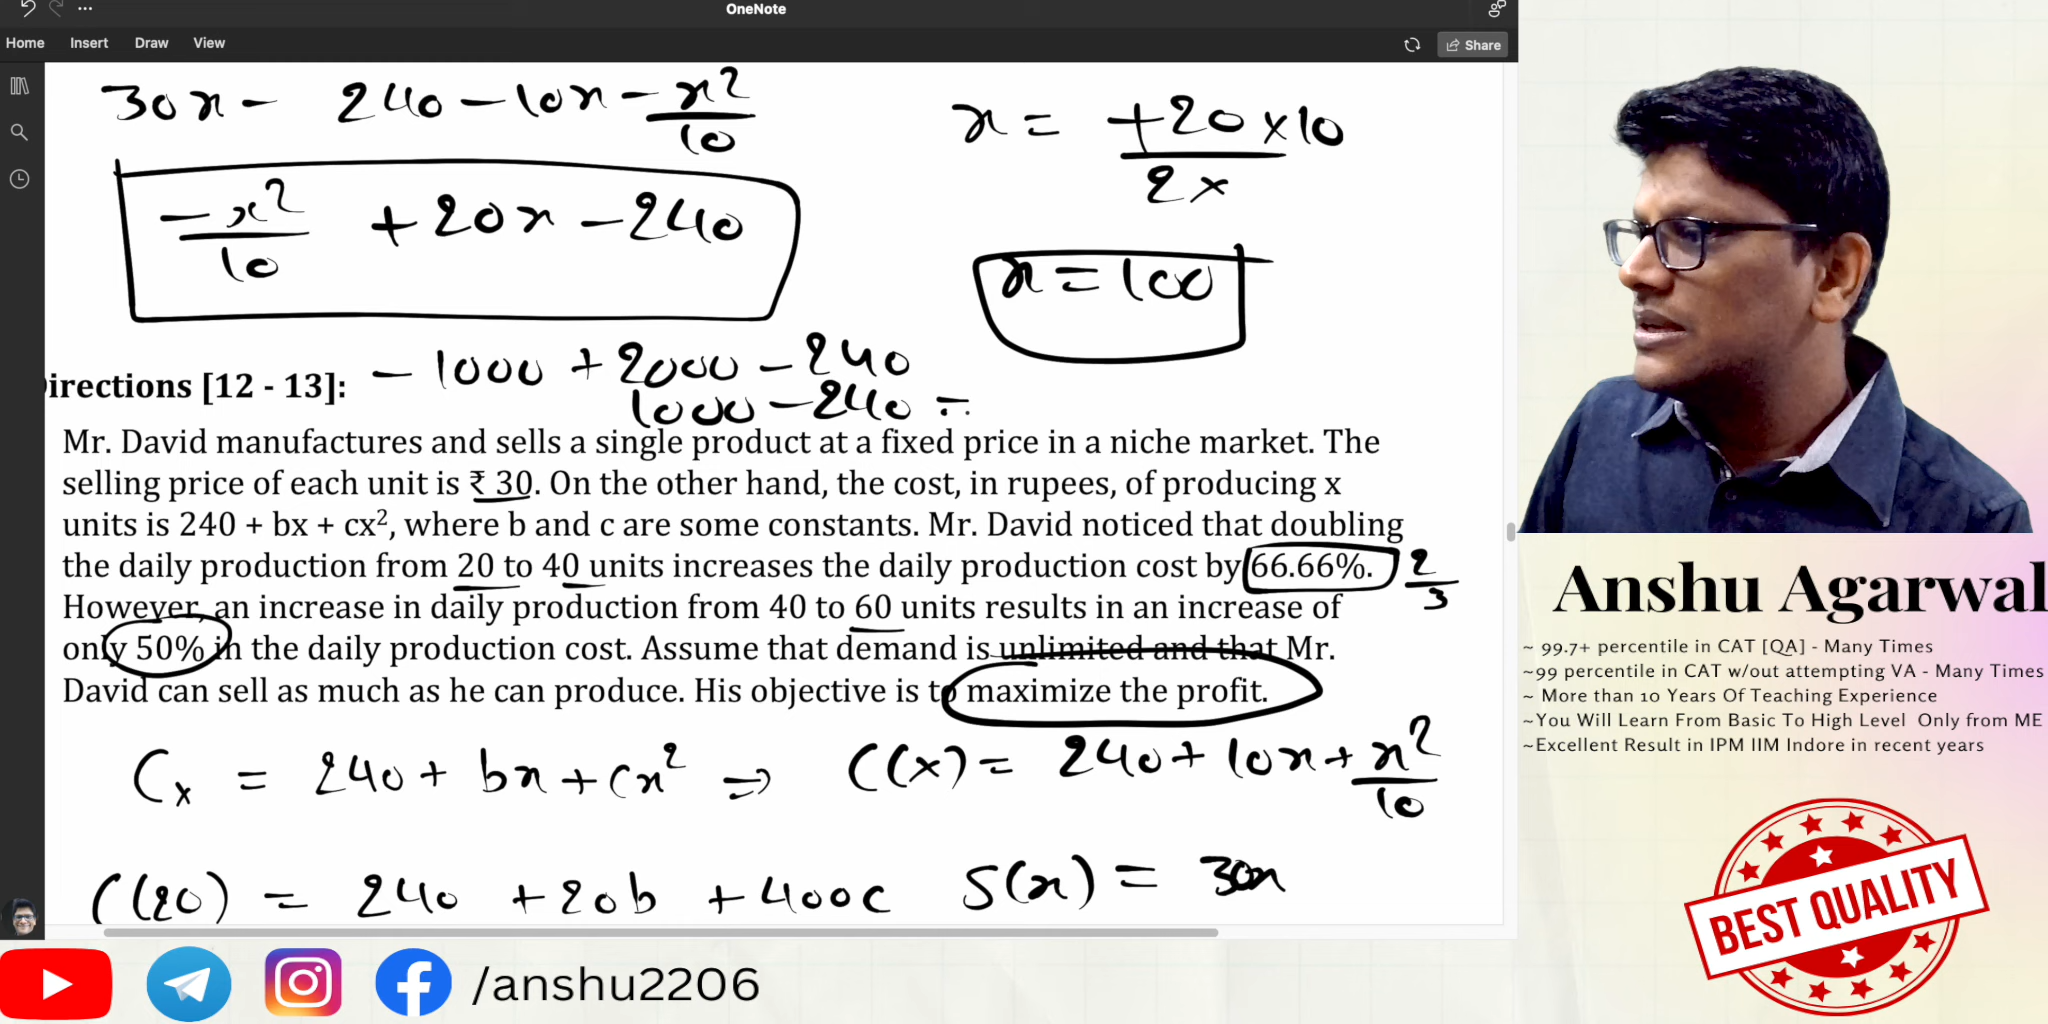 OneNote
Home Insert Draw View
Share
30x - 240 - 10x - x²/10
x = +20 × 10 / 2 ×
-x²/10 + 20x - 240
x = 100
- 1000 + 2000 - 240
irections [12 - 13]:
1000 - 240 =
Mr. David manufactures and sells a single product at a fixed price in a niche market. The
selling price of each unit is ₹ 30. On the other hand, the cost, in rupees, of producing x
units is 240 + bx + cx², where b and c are some constants. Mr. David noticed that doubling
the daily production from 20 to 40 units increases the daily production cost by 66.66%. 2/3
However, an increase in daily production from 40 to 60 units results in an increase of
only 50% in the daily production cost. Assume that demand is unlimited and that Mr.
David can sell as much as he can produce. His objective is to maximize the profit.
Cx = 240 + bx + cx² => C(x) = 240 + 10x + x²/10
C(20) = 240 + 20b + 400c S(x) = 30x
Anshu Agarwal
~ 99.7+ percentile in CAT [QA] - Many Times
~99 percentile in CAT w/out attempting VA - Many Times
~ More than 10 Years Of Teaching Experience
~You Will Learn From Basic To High Level Only from ME
~Excellent Result in IPM IIM Indore in recent years
BEST QUALITY
/anshu2206